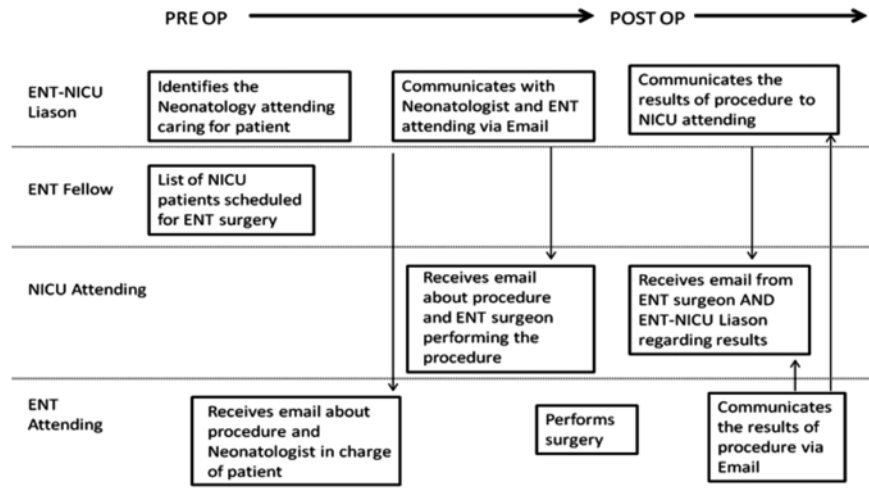 PRE OP
POST OP
ENT-NICU
Liason
Identifies the
Neonatology attending
caring for patient
Communicates with
Neonatologist and ENT
attending via Email
Communicates the
results of procedure to
NICU attending
ENT Fellow
List of NICU
patients scheduled
for ENT surgery
NICU Attending
Receives email
about procedure
and ENT surgeon
performing the
procedure
Receives email from
ENT surgeon AND
ENT-NICU Liason
regarding results
ENT
Attending
Receives email about
procedure and
Neonatologist in charge
of patient
Performs
surgery
Communicates
the results of
procedure via
Email